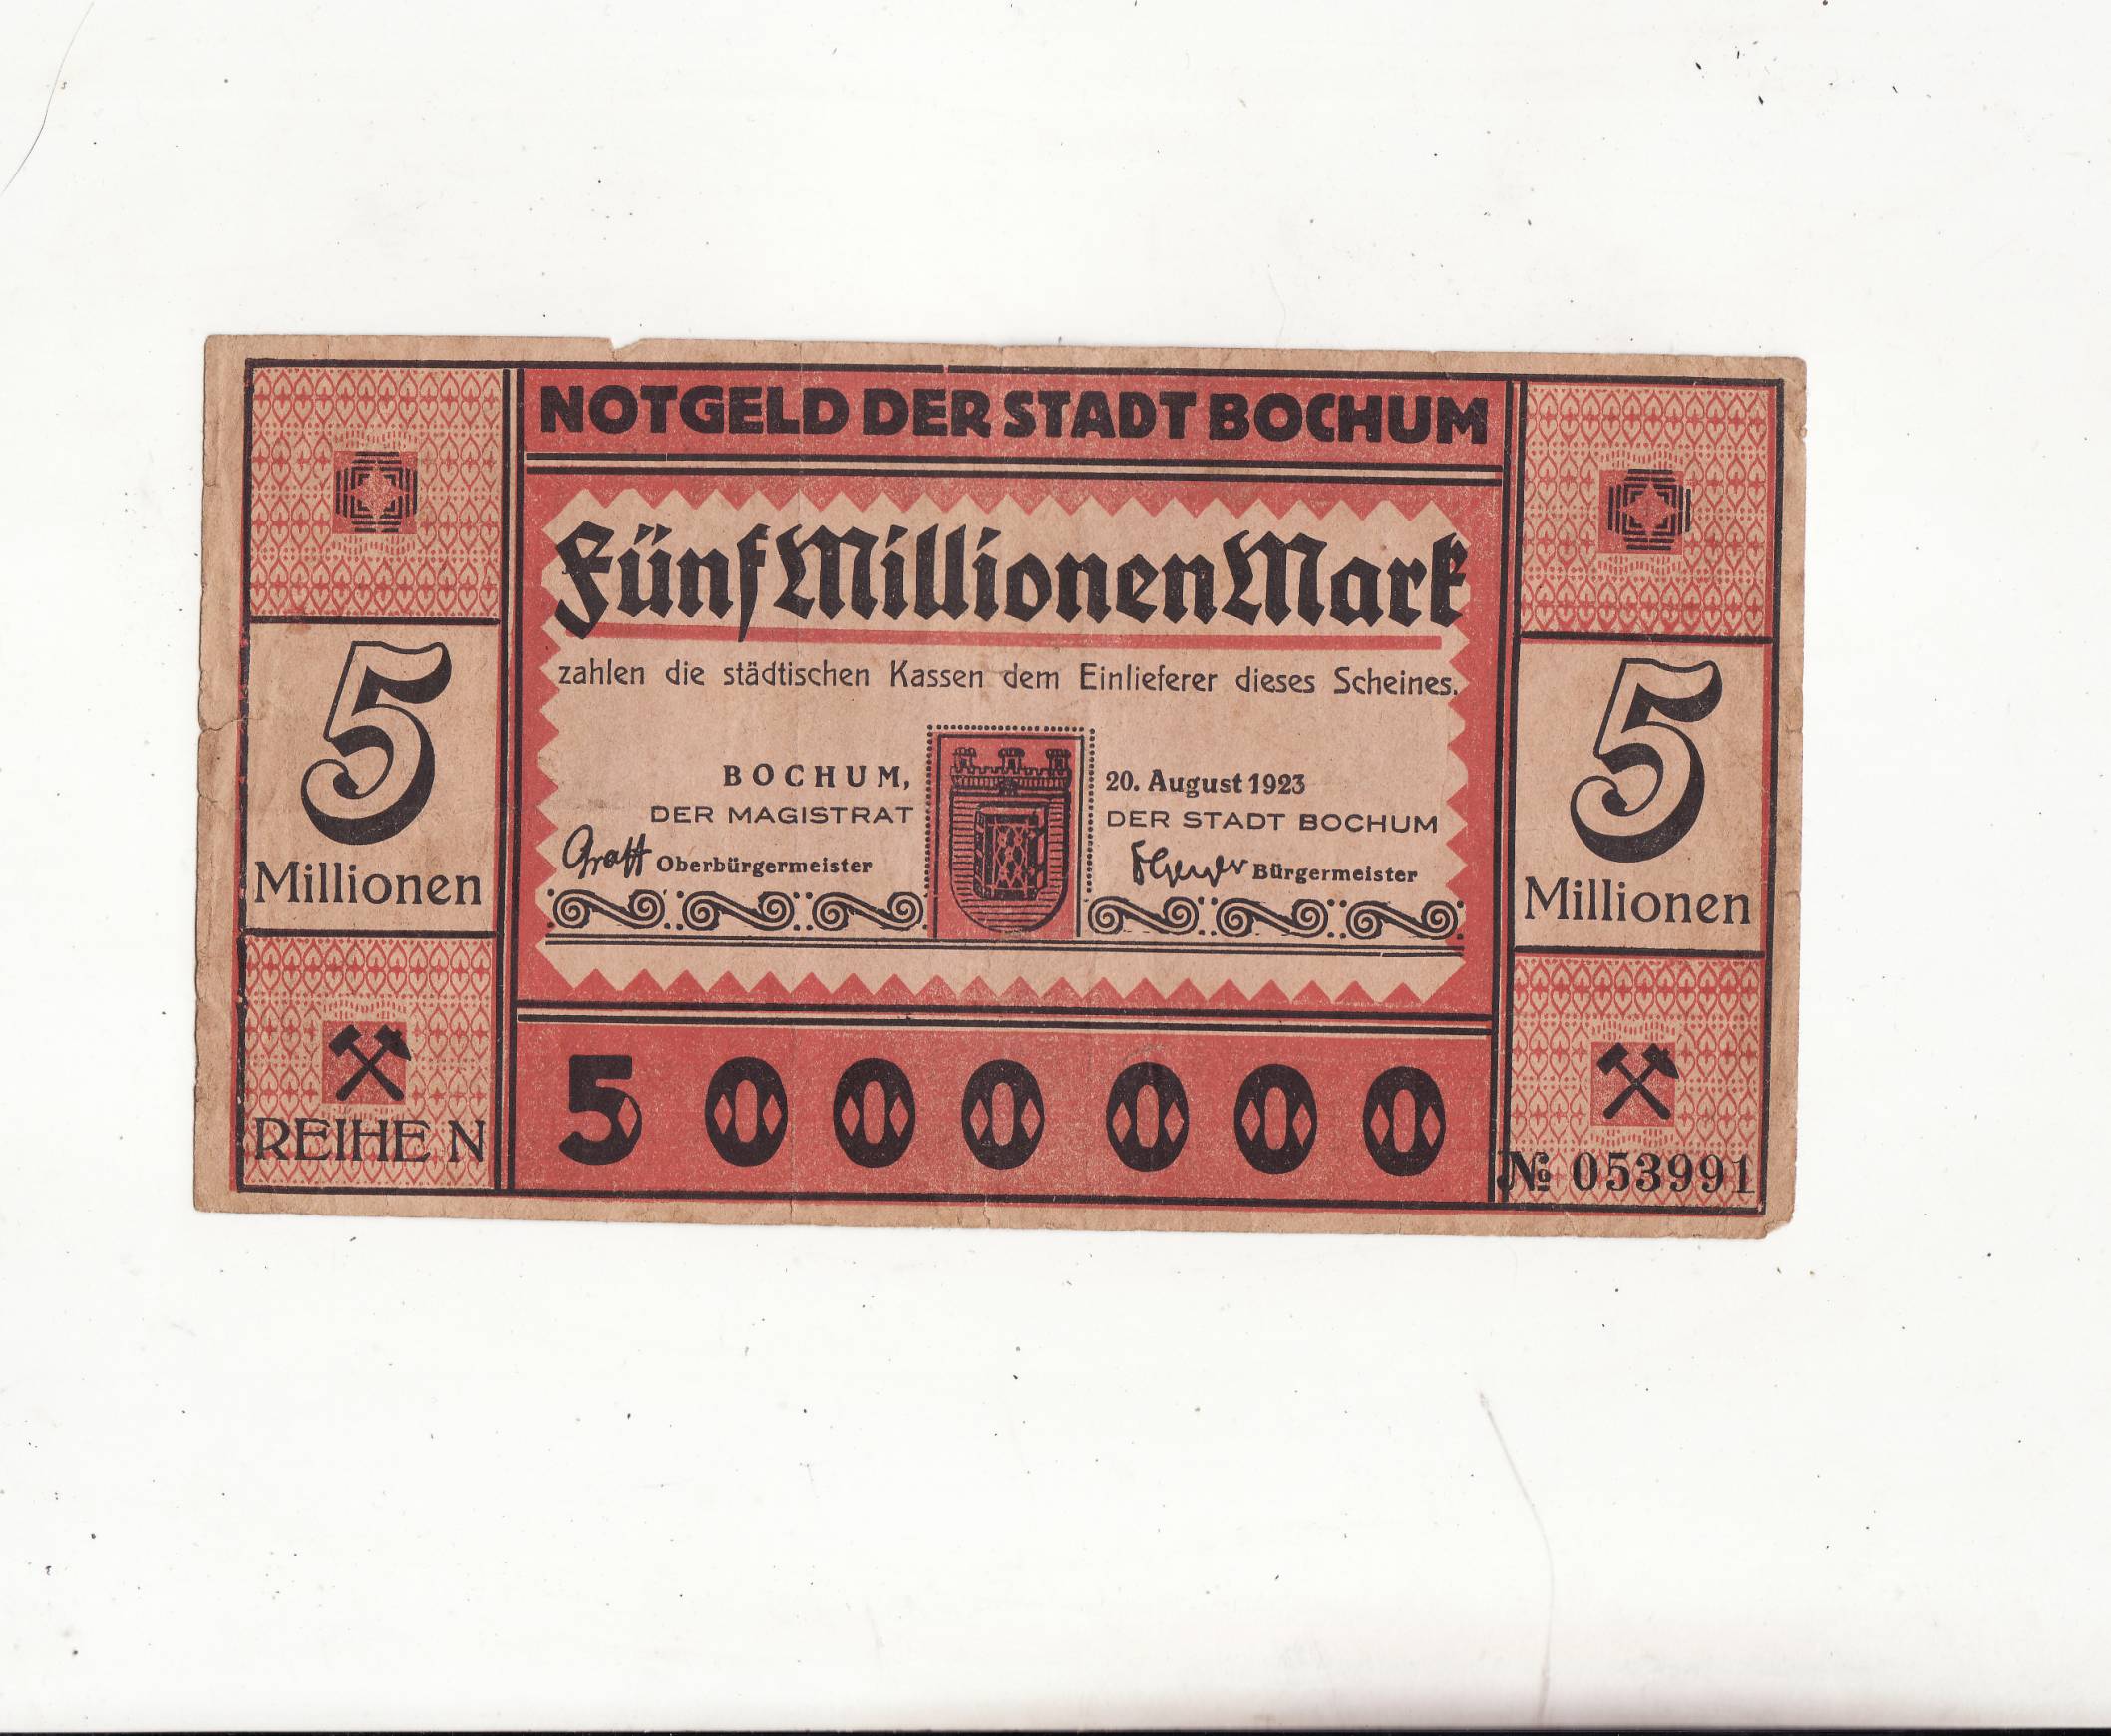 NOTGELD DER STADT BOCHUM
Fünf Millionen Mark
zahlen die städtischen Kassen dem Einlieferer dieses Scheines.
BOCHUM, 20. August 1923
DER MAGISTRAT DER STADT BOCHUM
Graff Oberbürgermeister
Bürgermeister
5
Millionen
5
Millionen
REIHE N
5000000
№ 053991